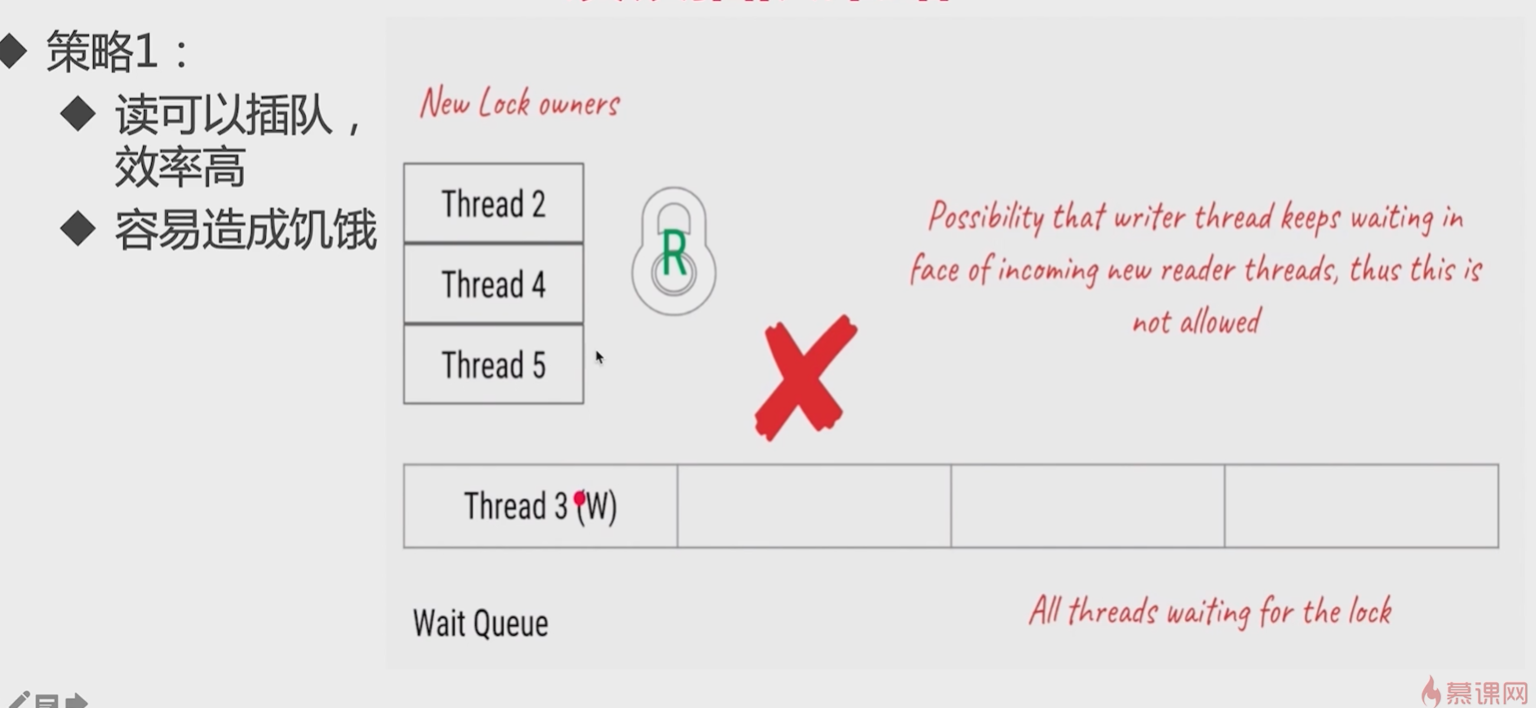 策略1：
读可以插队，
效率高
容易造成饥饿
New Lock owners
Thread 2
Thread 4
Thread 5
R
Possibility that writer thread keeps waiting in
face of incoming new reader threads, thus this is
not allowed
Thread 3 (W)
Wait Queue
All threads waiting for the lock
慕课网